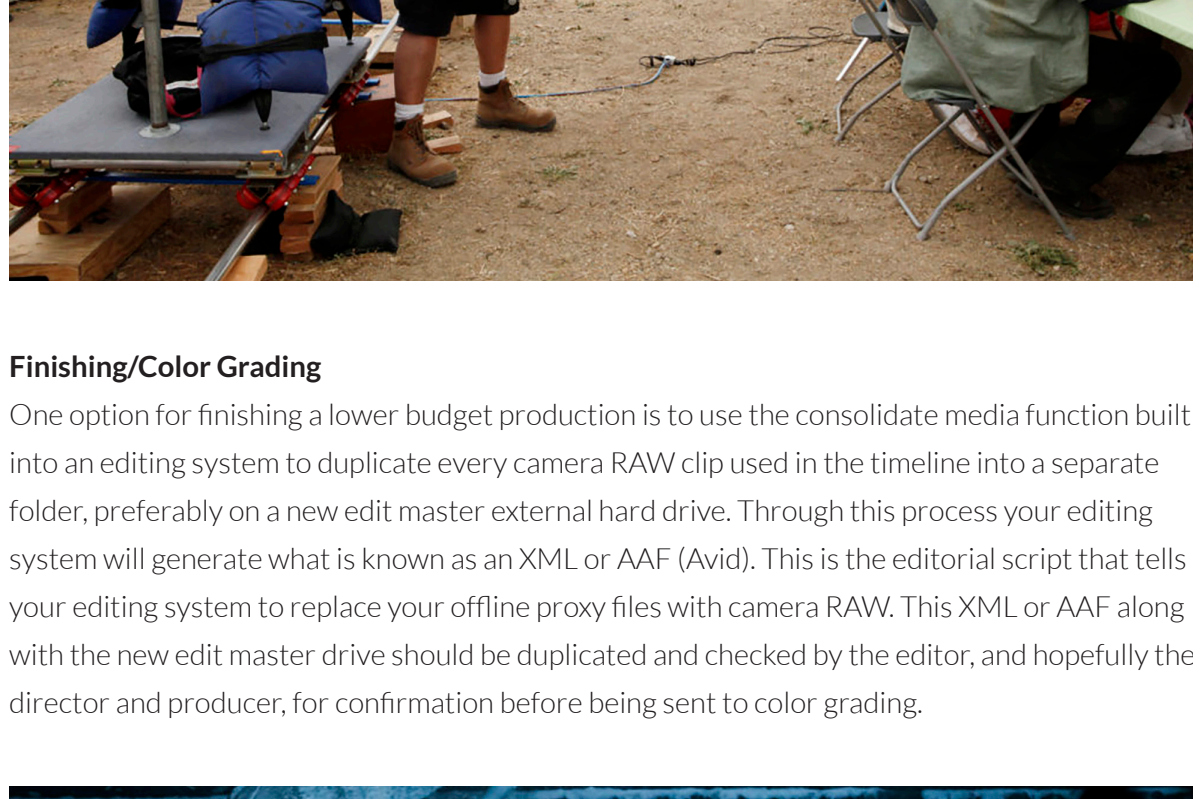 Finishing/Color Grading
One option for finishing a lower budget production is to use the consolidate media function built
into an editing system to duplicate every camera RAW clip used in the timeline into a separate
folder, preferably on a new edit master external hard drive. Through this process your editing
system will generate what is known as an XML or AAF (Avid). This is the editorial script that tells
your editing system to replace your offline proxy files with camera RAW. This XML or AAF along
with the new edit master drive should be duplicated and checked by the editor, and hopefully the
director and producer, for confirmation before being sent to color grading.